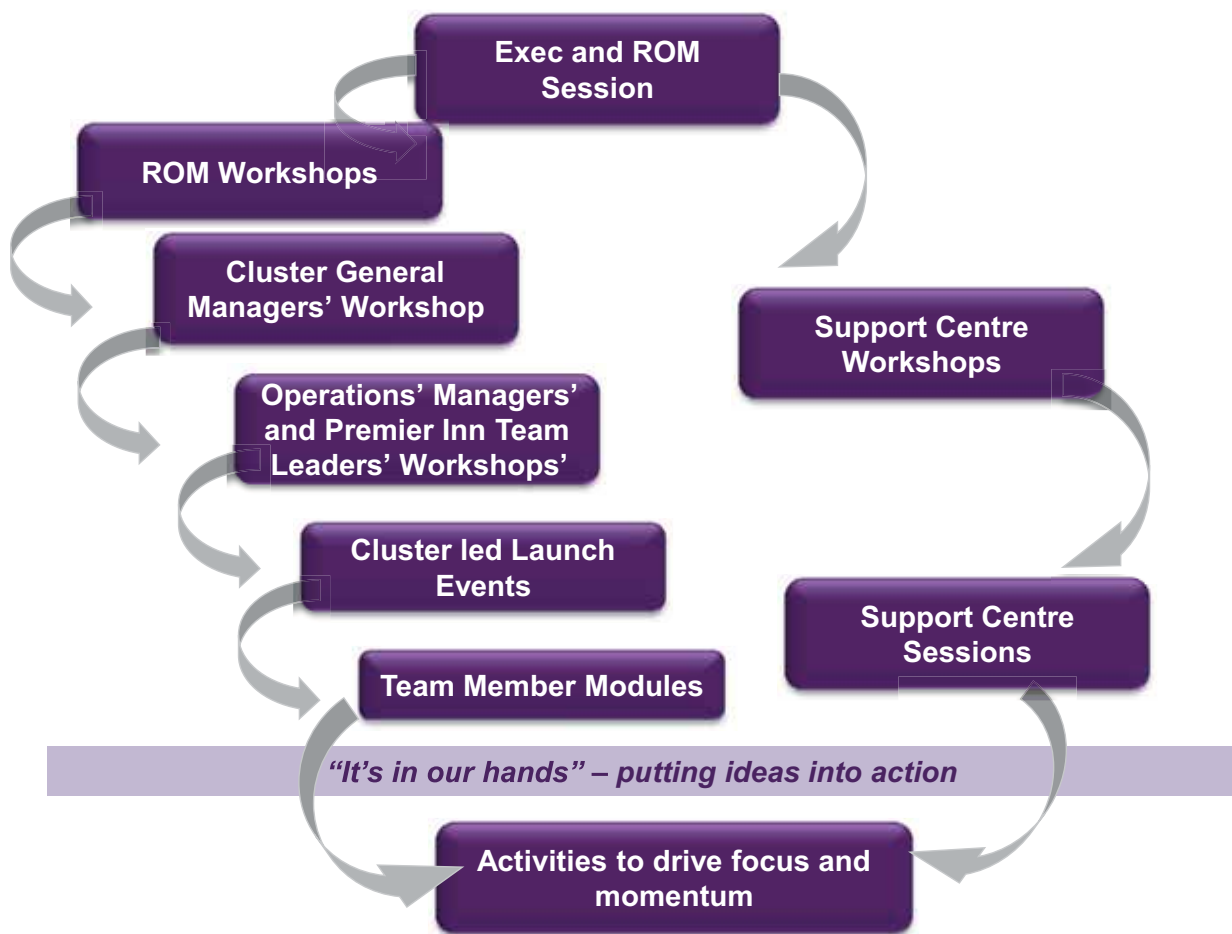 Exec and ROM
Session
ROM Workshops
Cluster General
Managers’ Workshop
Support Centre
Workshops
Operations’ Managers’
and Premier Inn Team
Leaders’ Workshops’
Cluster led Launch
Events
Support Centre
Sessions
Team Member Modules
“It’s in our hands” – putting ideas into action
Activities to drive focus and
momentum